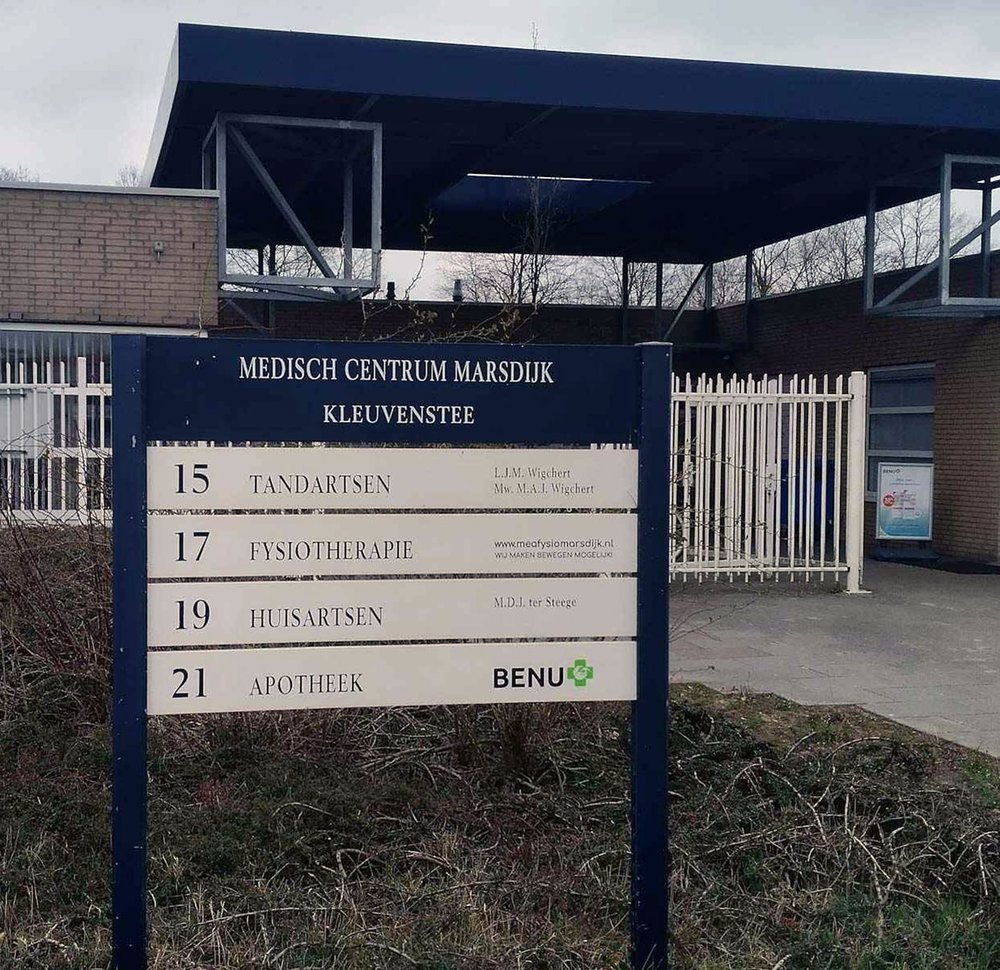 MEDISCH CENTRUM MARSDIJK
KLEUVENSTEE
15 TANDARTSEN L.J.M. Wigchert
Mw. M.A.J. Wigchert
17 FYSIOTHERAPIE www.meafysiomarsdijk.nl
WIJ MAKEN BEWEGEN MOGELIJK!
19 HUISARTSEN M.D.J. ter Steege
21 APOTHEEK BENU
BENU